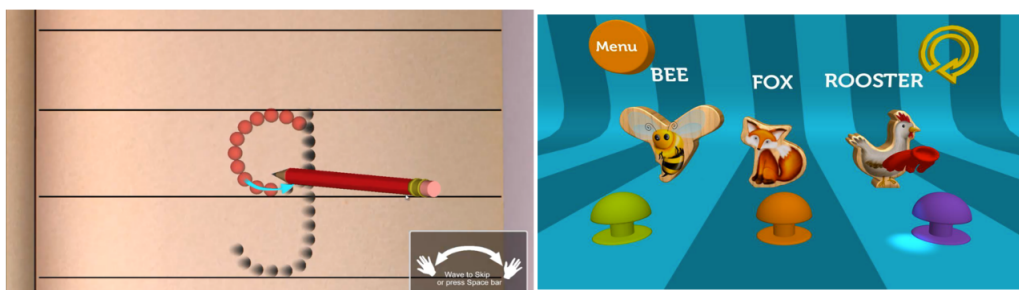 g
Wave to Skip
or press Space bar
Menu
BEE
FOX
ROOSTER